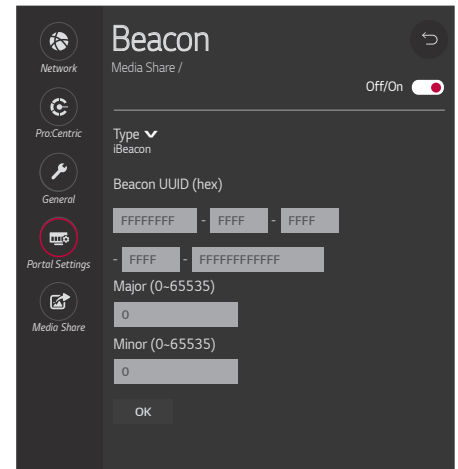 Network
Pro:Centric
General
Portal Settings
Media Share
Beacon
Media Share /
Off/On
Type
iBeacon
Beacon UUID (hex)
FFFFFFFF - FFFF - FFFF
- FFFF - FFFFFFFFFFFF
Major (0~65535)
0
Minor (0~65535)
0
OK